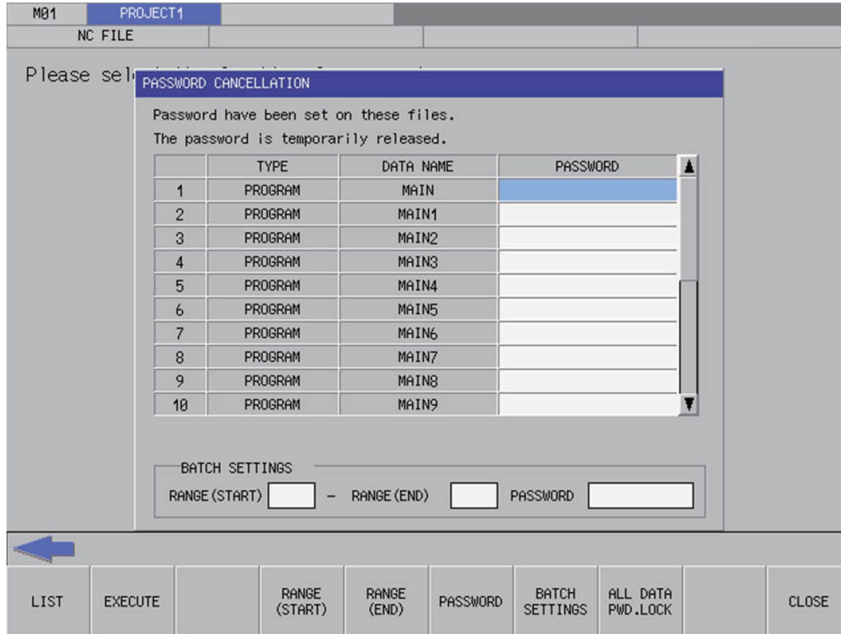 M01 PROJECT1
NC FILE
Please
PASSWORD CANCELLATION
Password have been set on these files.
The password is temporarily released.
TYPE DATA NAME PASSWORD
1 PROGRAM MAIN
2 PROGRAM MAIN1
3 PROGRAM MAIN2
4 PROGRAM MAIN3
5 PROGRAM MAIN4
6 PROGRAM MAIN5
7 PROGRAM MAIN6
8 PROGRAM MAIN7
9 PROGRAM MAIN8
10 PROGRAM MAIN9
BATCH SETTINGS
RANGE(START) – RANGE(END) PASSWORD
LIST EXECUTE RANGE (START) RANGE (END) PASSWORD BATCH SETTINGS ALL DATA PWD.LOCK CLOSE